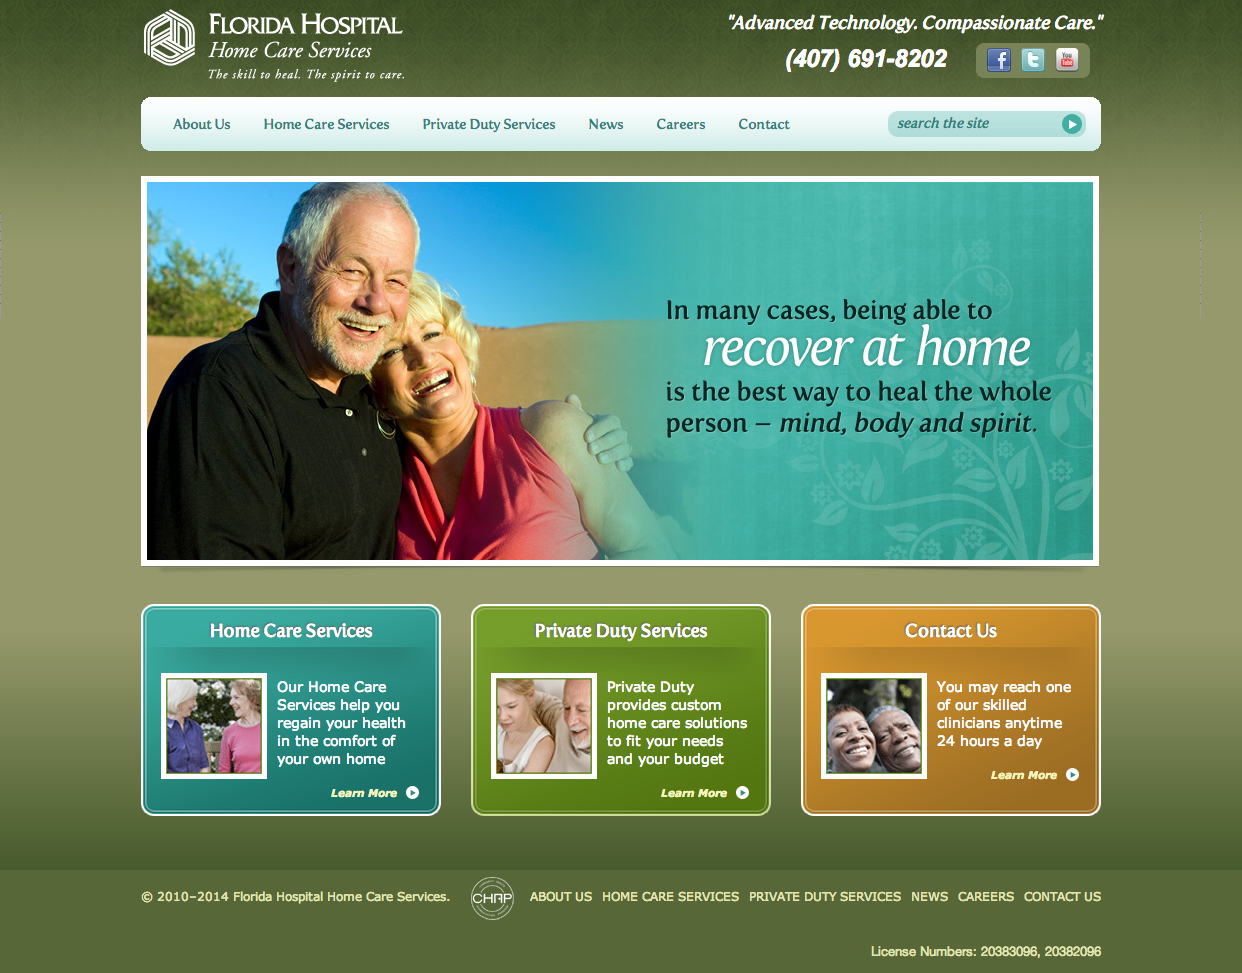 FLORIDA HOSPITAL
Home Care Services
The skill to heal. The spirit to care.
"Advanced Technology. Compassionate Care."
(407) 691-8202
You
Tube
About Us
Home Care Services
Private Duty Services
News
Careers
Contact
search the site
In many cases, being able to
recover at home
is the best way to heal the whole
person – mind, body and spirit.
Home Care Services
Our Home Care
Services help you
regain your health
in the comfort of
your own home
Learn More
Private Duty Services
Private Duty
provides custom
home care solutions
to fit your needs
and your budget
Learn More
Contact Us
You may reach one
of our skilled
clinicians anytime
24 hours a day
Learn More
© 2010–2014 Florida Hospital Home Care Services.
CHAP
ABOUT US
HOME CARE SERVICES
PRIVATE DUTY SERVICES
NEWS
CAREERS
CONTACT US
License Numbers: 20383096, 20382096